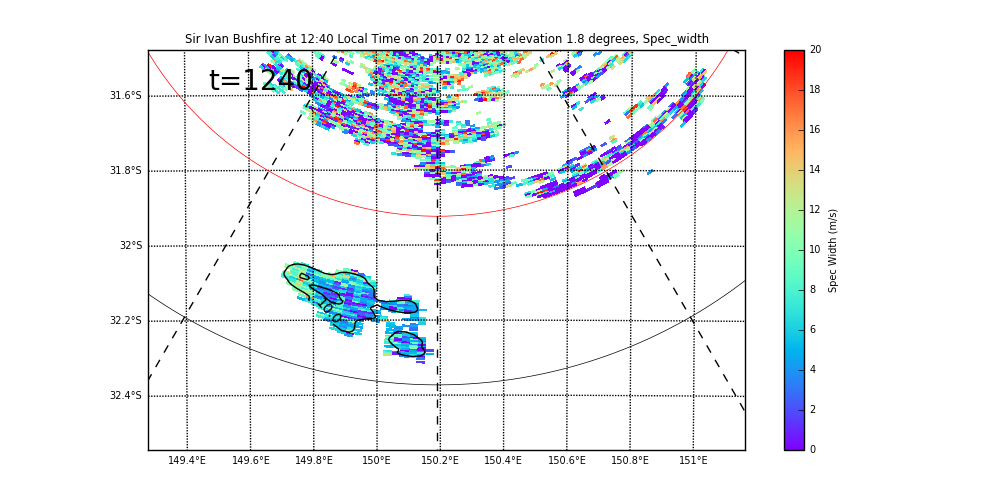 Sir Ivan Bushfire at 12:40 Local Time on 2017 02 12 at elevation 1.8 degrees, Spec_width
t=1240
31.6°S
31.8°S
32°S
32.2°S
32.4°S
149.4°E 149.6°E 149.8°E 150°E 150.2°E 150.4°E 150.6°E 150.8°E 151°E
20
18
16
14
12
10
8
6
4
2
0
Spec Width (m/s)